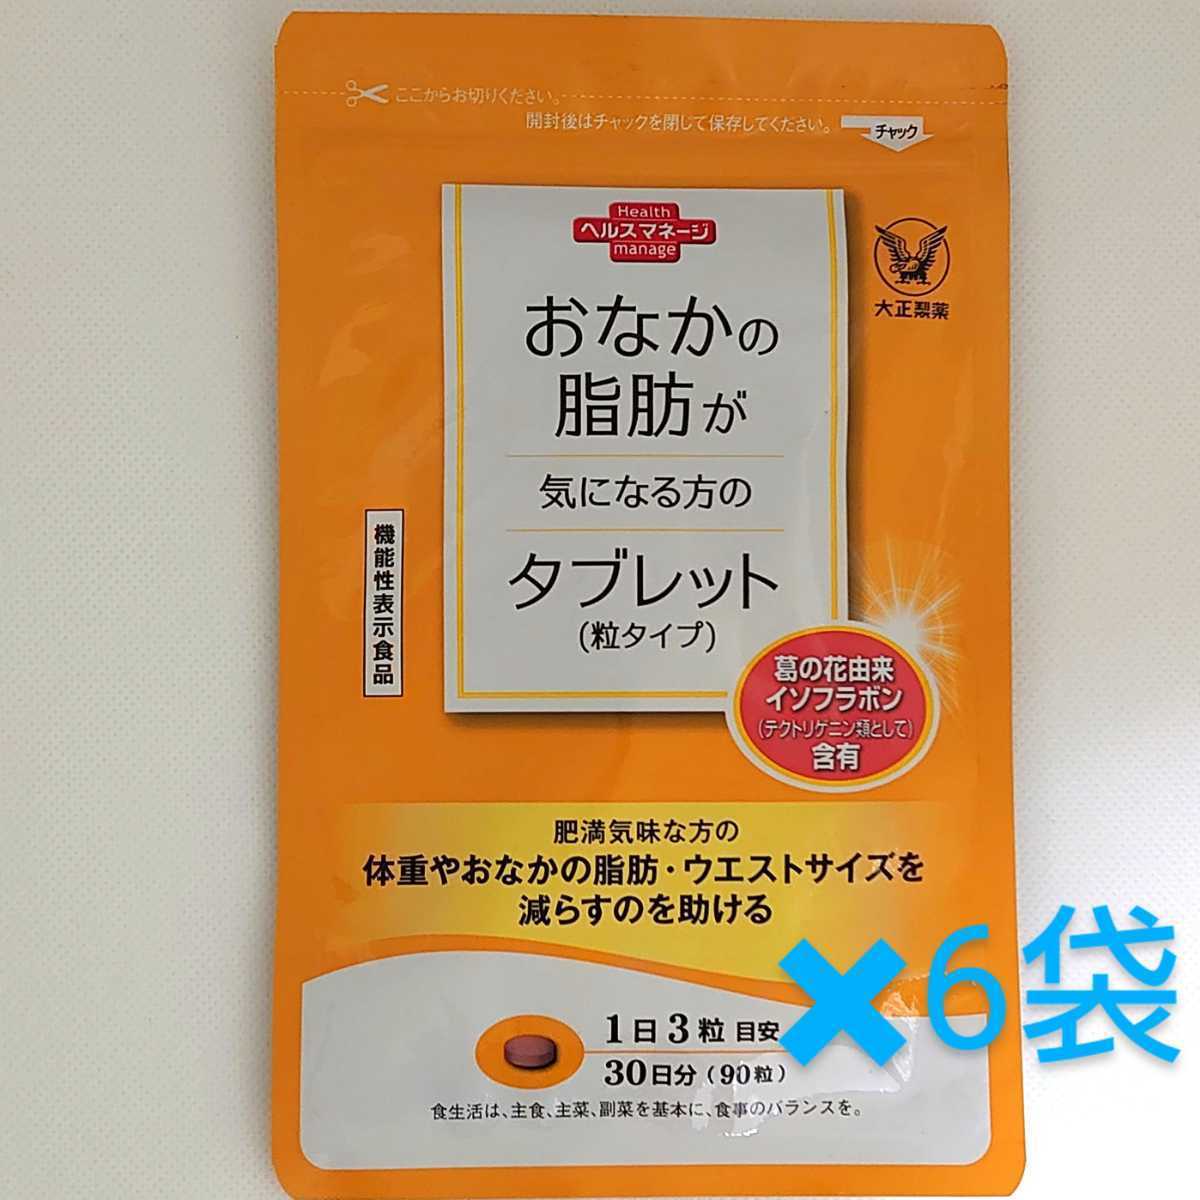 ここからお切りください。
開封後はチャックを閉じて保存してください。
チャック
Health
ヘルスマネージ
manage
大正製薬
おなかの
脂肪が
気になる方の
タブレット
(粒タイプ)
機能性表示食品
葛の花由来
イソフラボン
(テクトリゲニン類として)
含有
肥満気味な方の
体重やおなかの脂肪・ウエストサイズを
減らすのを助ける
✖6袋
1日3粒 目安
30日分(90粒)
食生活は、主食、主菜、副菜を基本に、食事のバランスを。